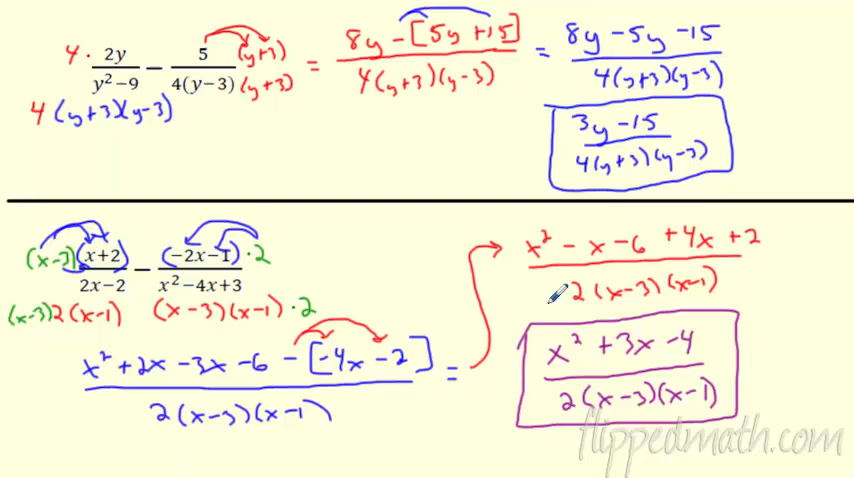 4 · 2y/(y² − 9) − 5(y+3)/(4(y − 3)(y+3)) = (8y − [5y + 15])/(4(y+3)(y−3)) = (8y − 5y − 15)/(4(y+3)(y−3))
4(y+3)(y−3)
(3y − 15)/(4(y+3)(y−3))
(x−3)(x + 2)/(2x − 2) − (−2x − 1) · 2/(x² − 4x + 3)
(x−3)2(x−1) (x−3)(x−1) · 2
(x² + 2x − 3x − 6 − [−4x − 2])/(2(x−3)(x−1)) =
(x² − x − 6 + 4x + 2)/(2(x−3)(x−1))
(x² + 3x − 4)/(2(x−3)(x−1))
flippedmath.com